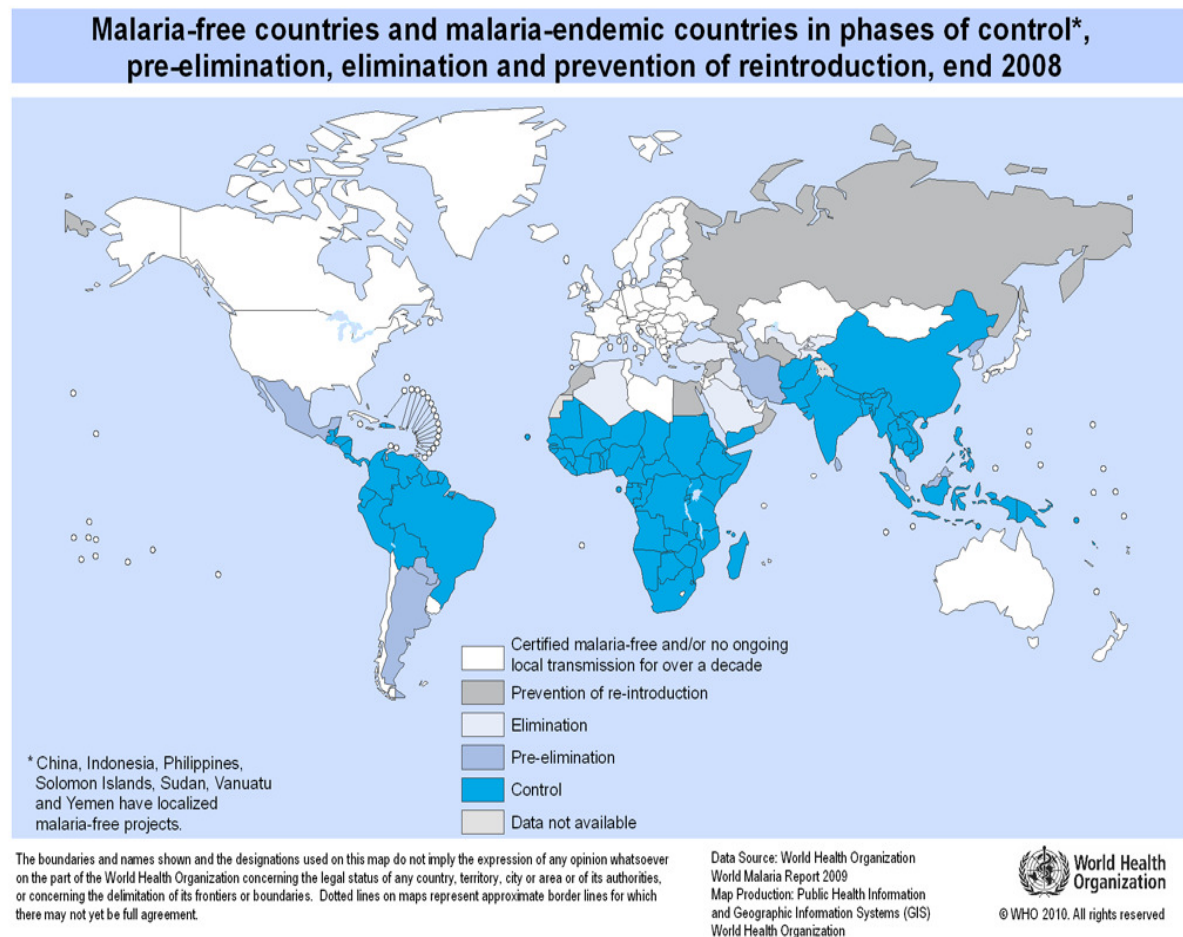 Malaria-free countries and malaria-endemic countries in phases of control*,
pre-elimination, elimination and prevention of reintroduction, end 2008
Certified malaria-free and/or no ongoing
local transmission for over a decade
Prevention of re-introduction
Elimination
Pre-elimination
Control
Data not available
* China, Indonesia, Philippines,
Solomon Islands, Sudan, Vanuatu
and Yemen have localized
malaria-free projects.
The boundaries and names shown and the designations used on this map do not imply the expression of any opinion whatsoever
on the part of the World Health Organization concerning the legal status of any country, territory, city or area or of its authorities,
or concerning the delimitation of its frontiers or boundaries. Dotted lines on maps represent approximate border lines for which
there may not yet be full agreement.
Data Source: World Health Organization
World Malaria Report 2009
Map Production: Public Health Information
and Geographic Information Systems (GIS)
World Health Organization
World Health
Organization
© WHO 2010. All rights reserved